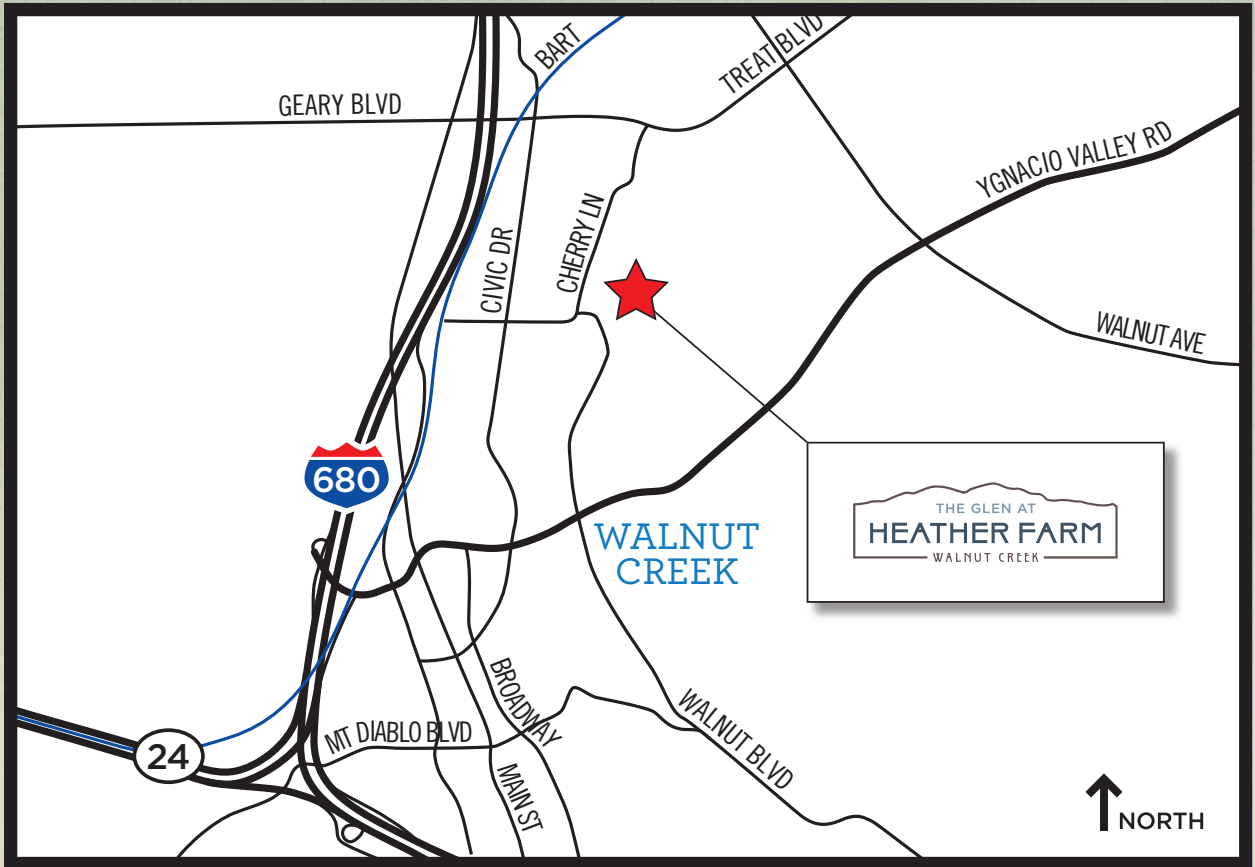 BART
TREAT BLVD
GEARY BLVD
YGNACIO VALLEY RD
CHERRY LN
CIVIC DR
WALNUT AVE
680
THE GLEN AT
HEATHER FARM
WALNUT CREEK
WALNUT
CREEK
BROADWAY
WALNUT BLVD
MT DIABLO BLVD
24
MAIN ST
NORTH